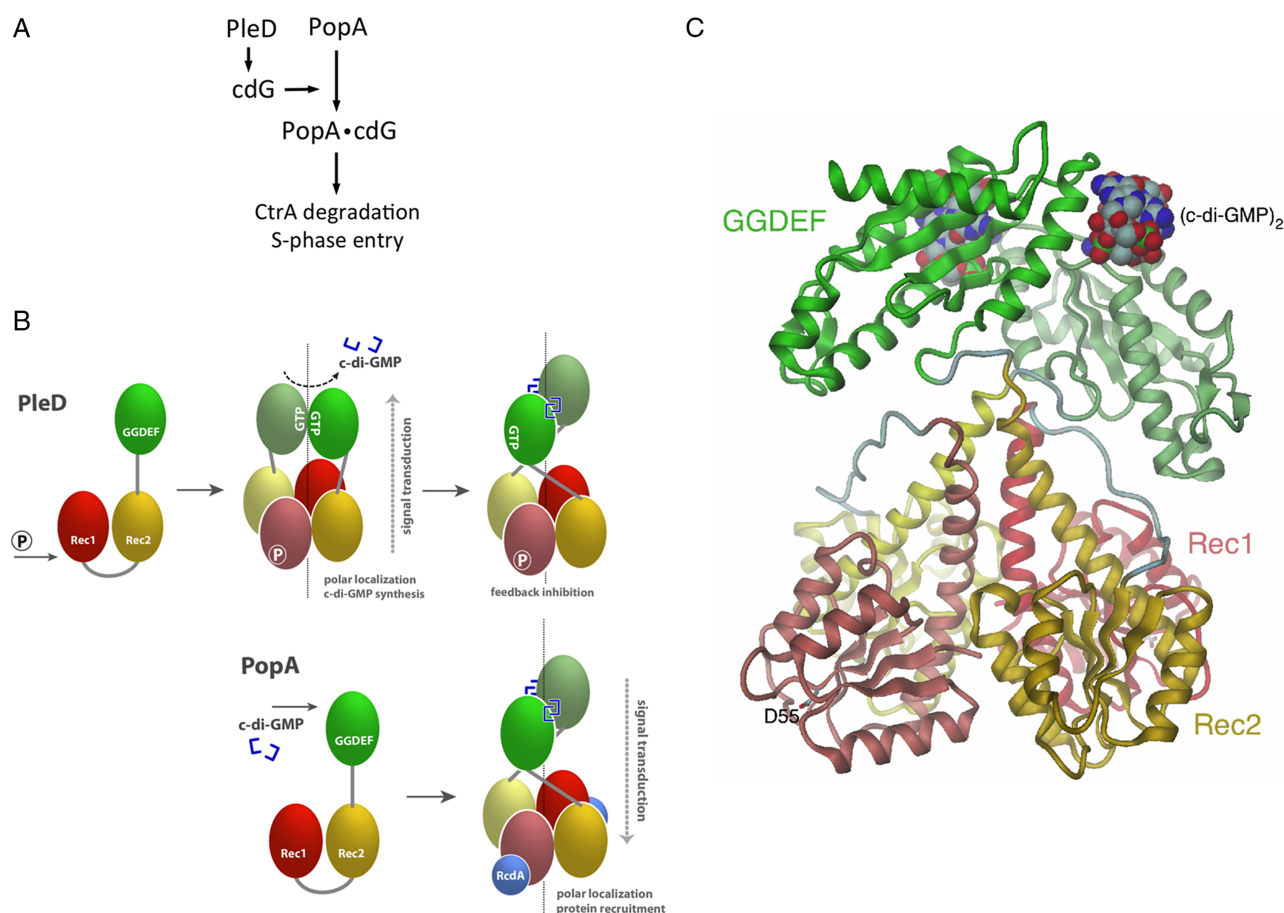 A
PleD PopA
cdG
PopA•cdG
CtrA degradation
S-phase entry
B
PleD
GGDEF
P
Rec1
Rec2
c-di-GMP
GTP
GTP
P
signal transduction
polar localization
c-di-GMP synthesis
GTP
P
feedback inhibition
PopA
c-di-GMP
GGDEF
Rec1
Rec2
RcdA
signal transduction
polar localization
protein recruitment
C
GGDEF
(c-di-GMP)2
Rec1
D55
Rec2